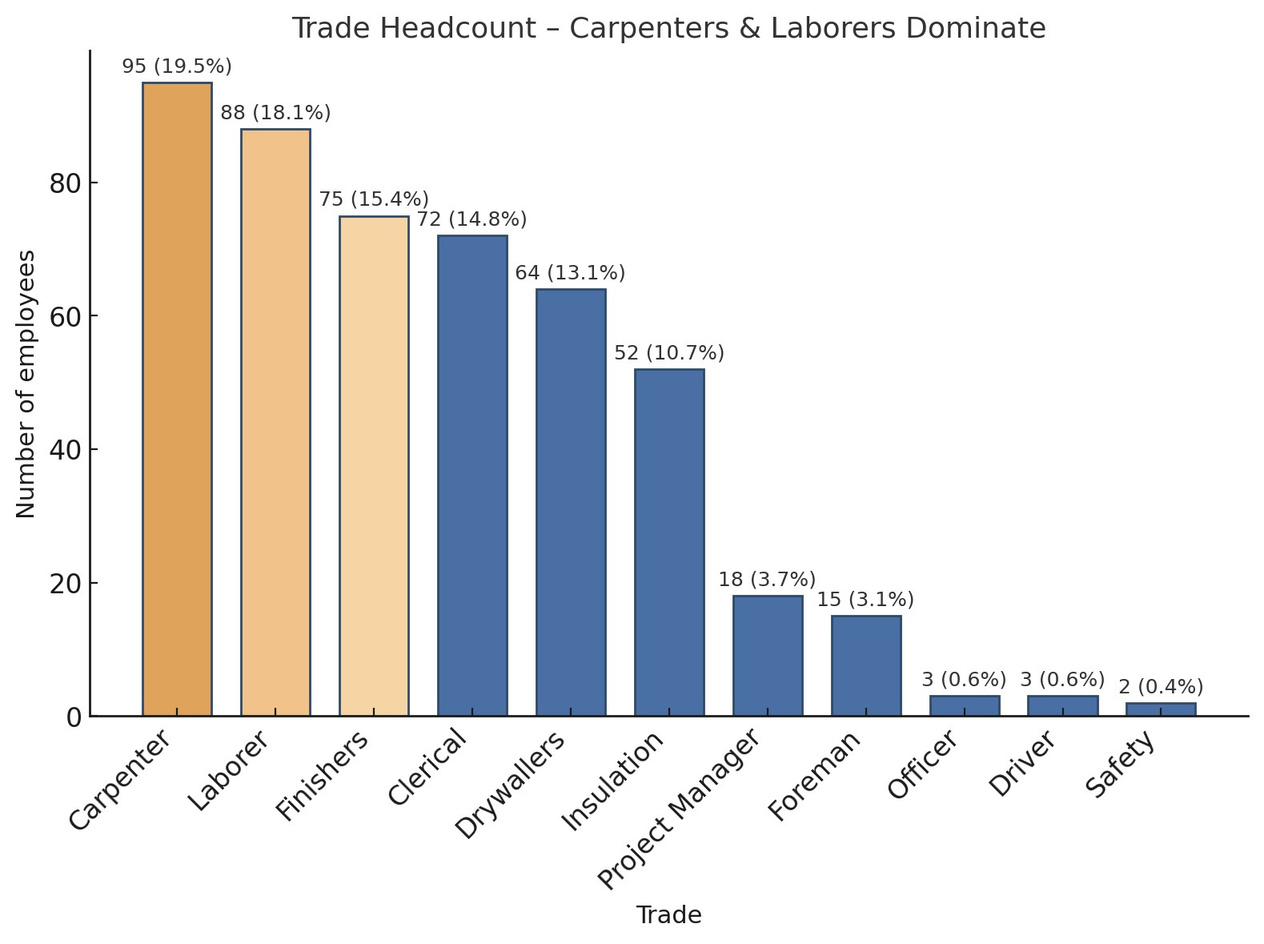 Trade Headcount – Carpenters & Laborers Dominate
95 (19.5%)
88 (18.1%)
75 (15.4%)
72 (14.8%)
64 (13.1%)
52 (10.7%)
18 (3.7%)
15 (3.1%)
3 (0.6%)
3 (0.6%)
2 (0.4%)
Number of employees
80
60
40
20
0
Carpenter
Laborer
Finishers
Clerical
Drywallers
Insulation
Project Manager
Foreman
Officer
Driver
Safety
Trade